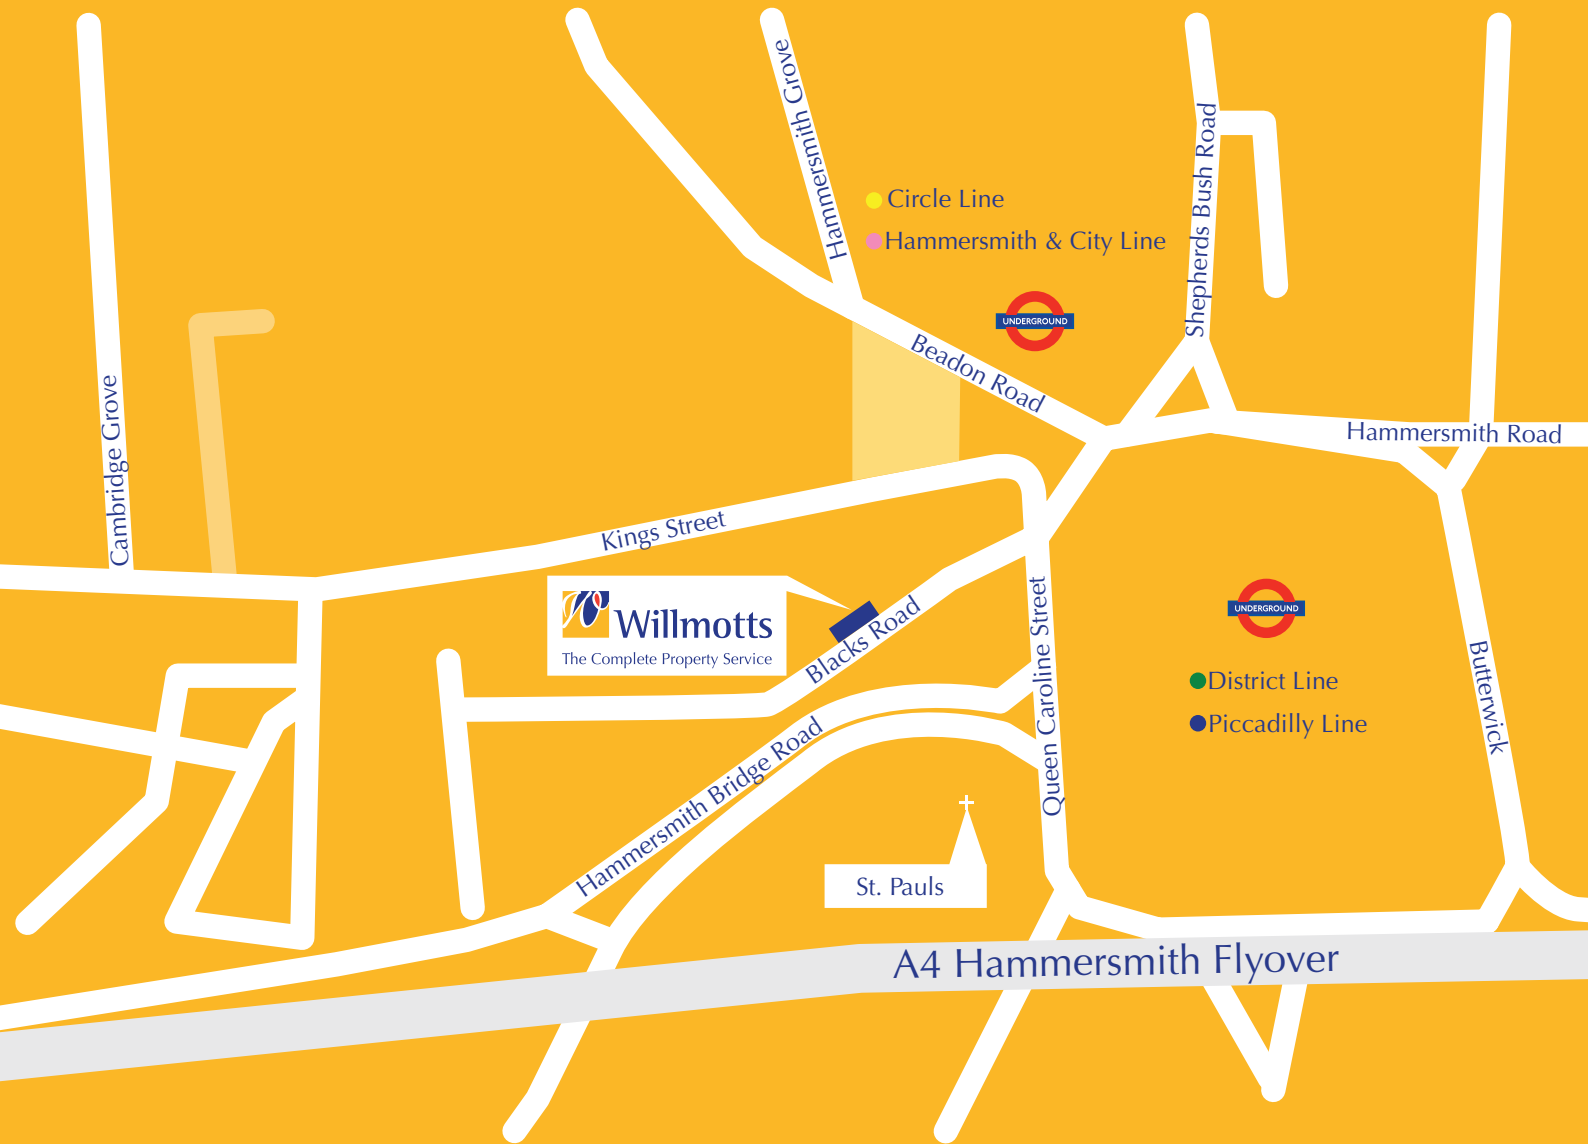 Hammersmith Grove
Circle Line
Hammersmith & City Line
Shepherds Bush Road
UNDERGROUND
Beadon Road
Cambridge Grove
Hammersmith Road
Kings Street
Willmotts
The Complete Property Service
Blacks Road
Queen Caroline Street
UNDERGROUND
District Line
Piccadilly Line
Butterwick
Hammersmith Bridge Road
St. Pauls
A4 Hammersmith Flyover